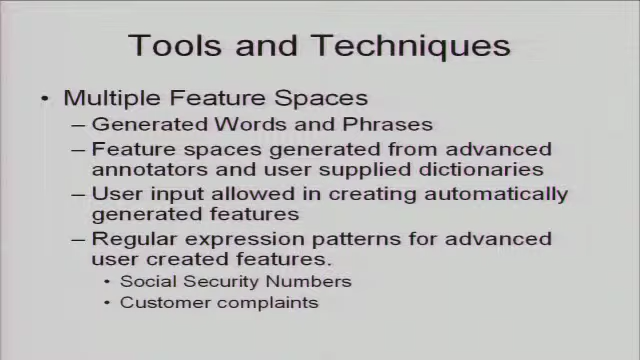 Tools and Techniques
• Multiple Feature Spaces
– Generated Words and Phrases
– Feature spaces generated from advanced
annotators and user supplied dictionaries
– User input allowed in creating automatically
generated features
– Regular expression patterns for advanced
user created features.
• Social Security Numbers
• Customer complaints